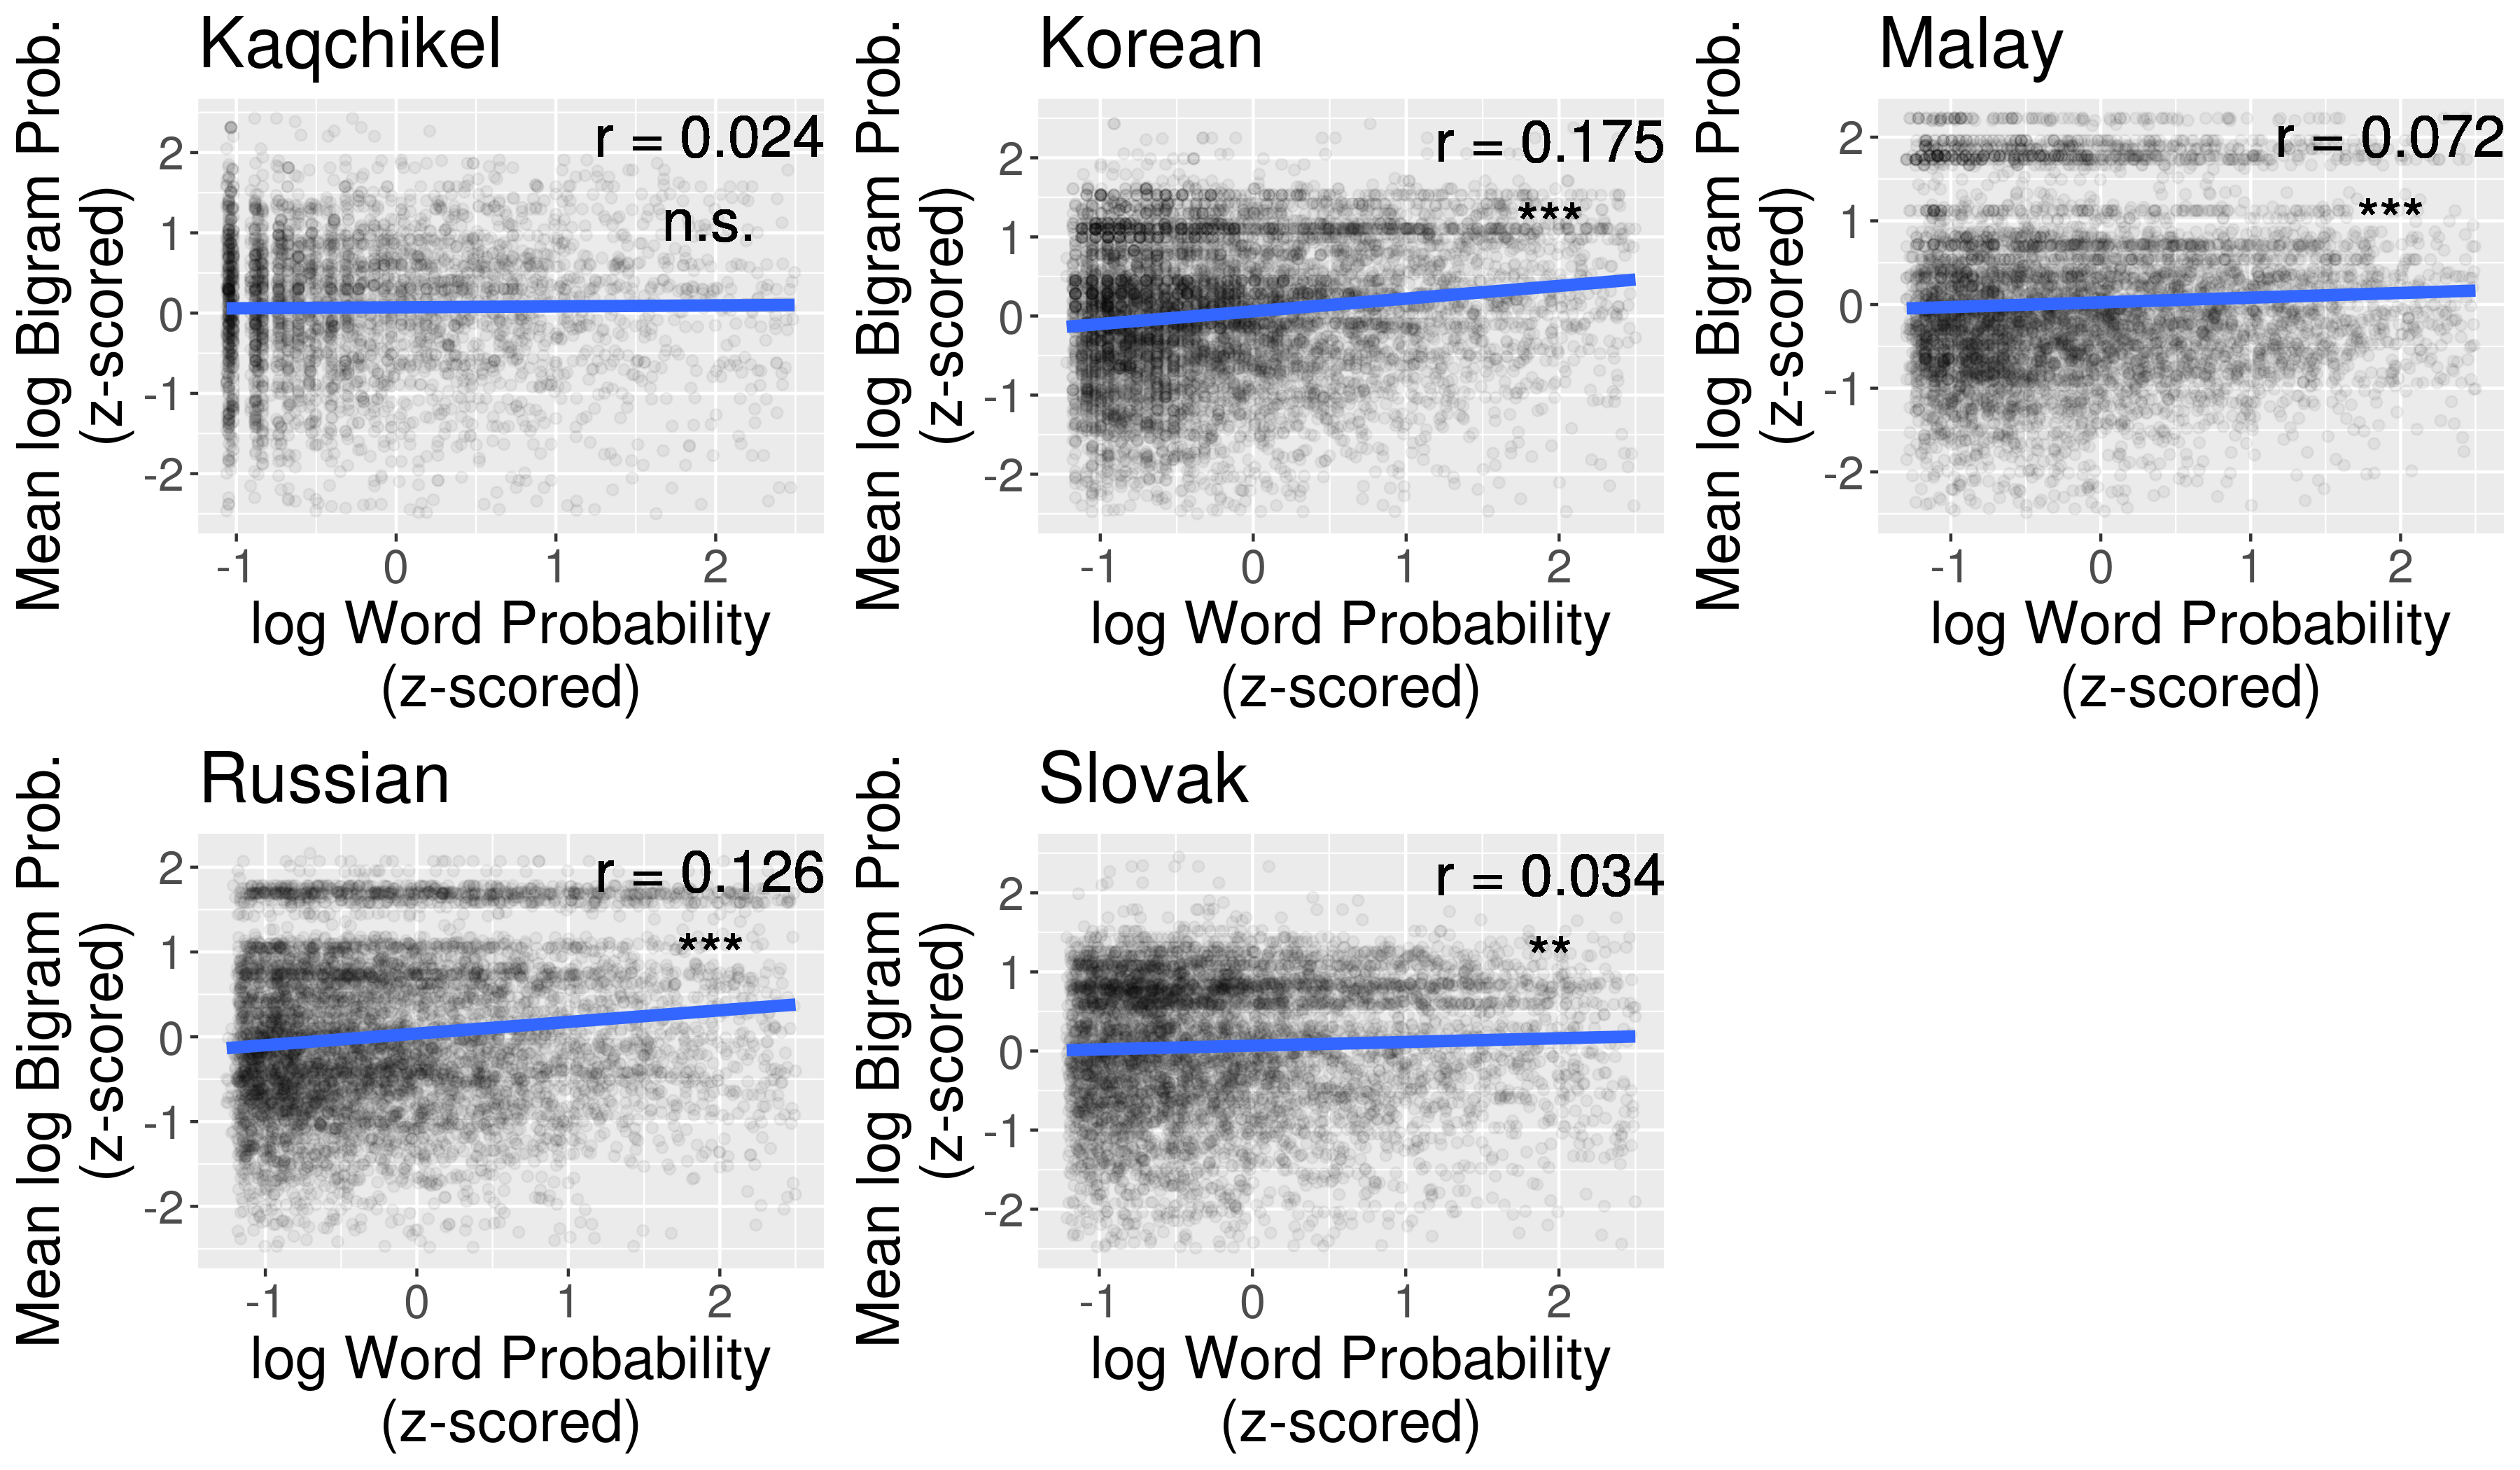 Kaqchikel
Mean log Bigram Prob.
(z-scored)
r = 0.024
n.s.
2
1
0
-1
-2
-1 0 1 2
log Word Probability
(z-scored)
Korean
Mean log Bigram Prob.
(z-scored)
r = 0.175
***
2
1
0
-1
-2
-1 0 1 2
log Word Probability
(z-scored)
Malay
Mean log Bigram Prob.
(z-scored)
r = 0.072
***
2
1
0
-1
-2
-1 0 1 2
log Word Probability
(z-scored)
Russian
Mean log Bigram Prob.
(z-scored)
r = 0.126
***
2
1
0
-1
-2
-1 0 1 2
log Word Probability
(z-scored)
Slovak
Mean log Bigram Prob.
(z-scored)
r = 0.034
**
2
1
0
-1
-2
-1 0 1 2
log Word Probability
(z-scored)